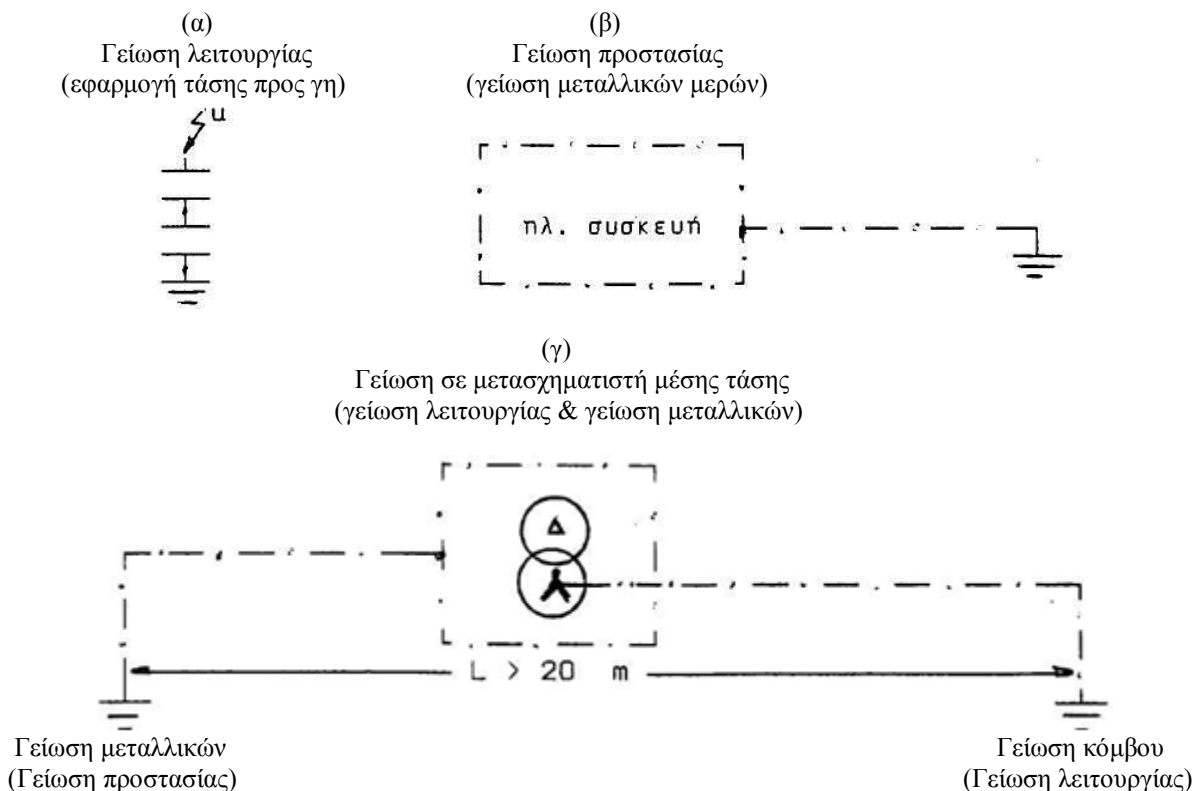 (α)
Γείωση λειτουργίας
(εφαρμογή τάσης προς γη)
u
(β)
Γείωση προστασίας
(γείωση μεταλλικών μερών)
ηλ. συσκευή
(γ)
Γείωση σε μετασχηματιστή μέσης τάσης
(γείωση λειτουργίας & γείωση μεταλλικών)
Δ
L > 20 m
Γείωση μεταλλικών
(Γείωση προστασίας)
Γείωση κόμβου
(Γείωση λειτουργίας)